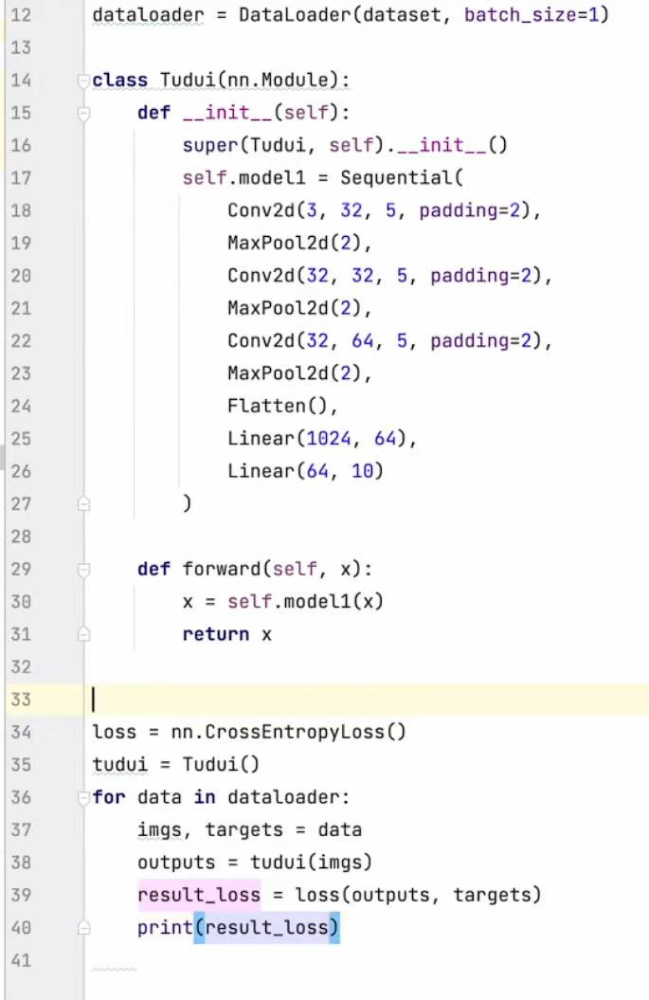 12 dataloader = DataLoader(dataset, batch_size=1)
13
14 class Tudui(nn.Module):
15     def __init__(self):
16         super(Tudui, self).__init__()
17         self.model1 = Sequential(
18             Conv2d(3, 32, 5, padding=2),
19             MaxPool2d(2),
20             Conv2d(32, 32, 5, padding=2),
21             MaxPool2d(2),
22             Conv2d(32, 64, 5, padding=2),
23             MaxPool2d(2),
24             Flatten(),
25             Linear(1024, 64),
26             Linear(64, 10)
27         )
28
29     def forward(self, x):
30         x = self.model1(x)
31         return x
32
33
34 loss = nn.CrossEntropyLoss()
35 tudui = Tudui()
36 for data in dataloader:
37     imgs, targets = data
38     outputs = tudui(imgs)
39     result_loss = loss(outputs, targets)
40     print(result_loss)
41